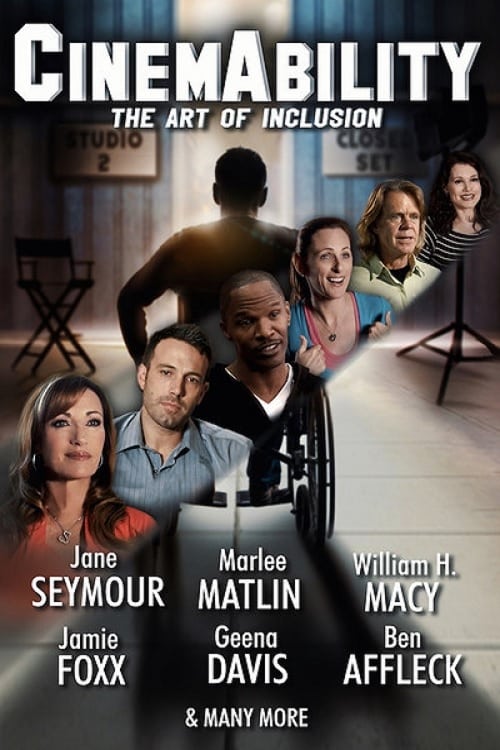 CINEMABILITY
THE ART OF INCLUSION
STUDIO
2
CLOSED
SET
Jane
SEYMOUR
Marlee
MATLIN
William H.
MACY
Jamie
FOXX
Geena
DAVIS
Ben
AFFLECK
& MANY MORE